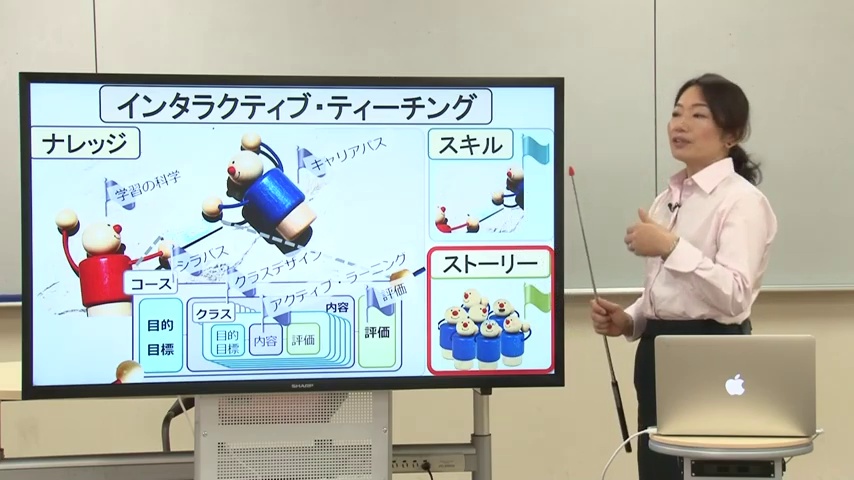 インタラクティブ・ティーチング
ナレッジ
スキル
キャリアパス
学習の科学
シラバス
クラスデザイン
アクティブ・ラーニング
評価
ストーリー
コース
目的
目標
クラス
内容
目的
目標
内容
評価
評価
SHARP